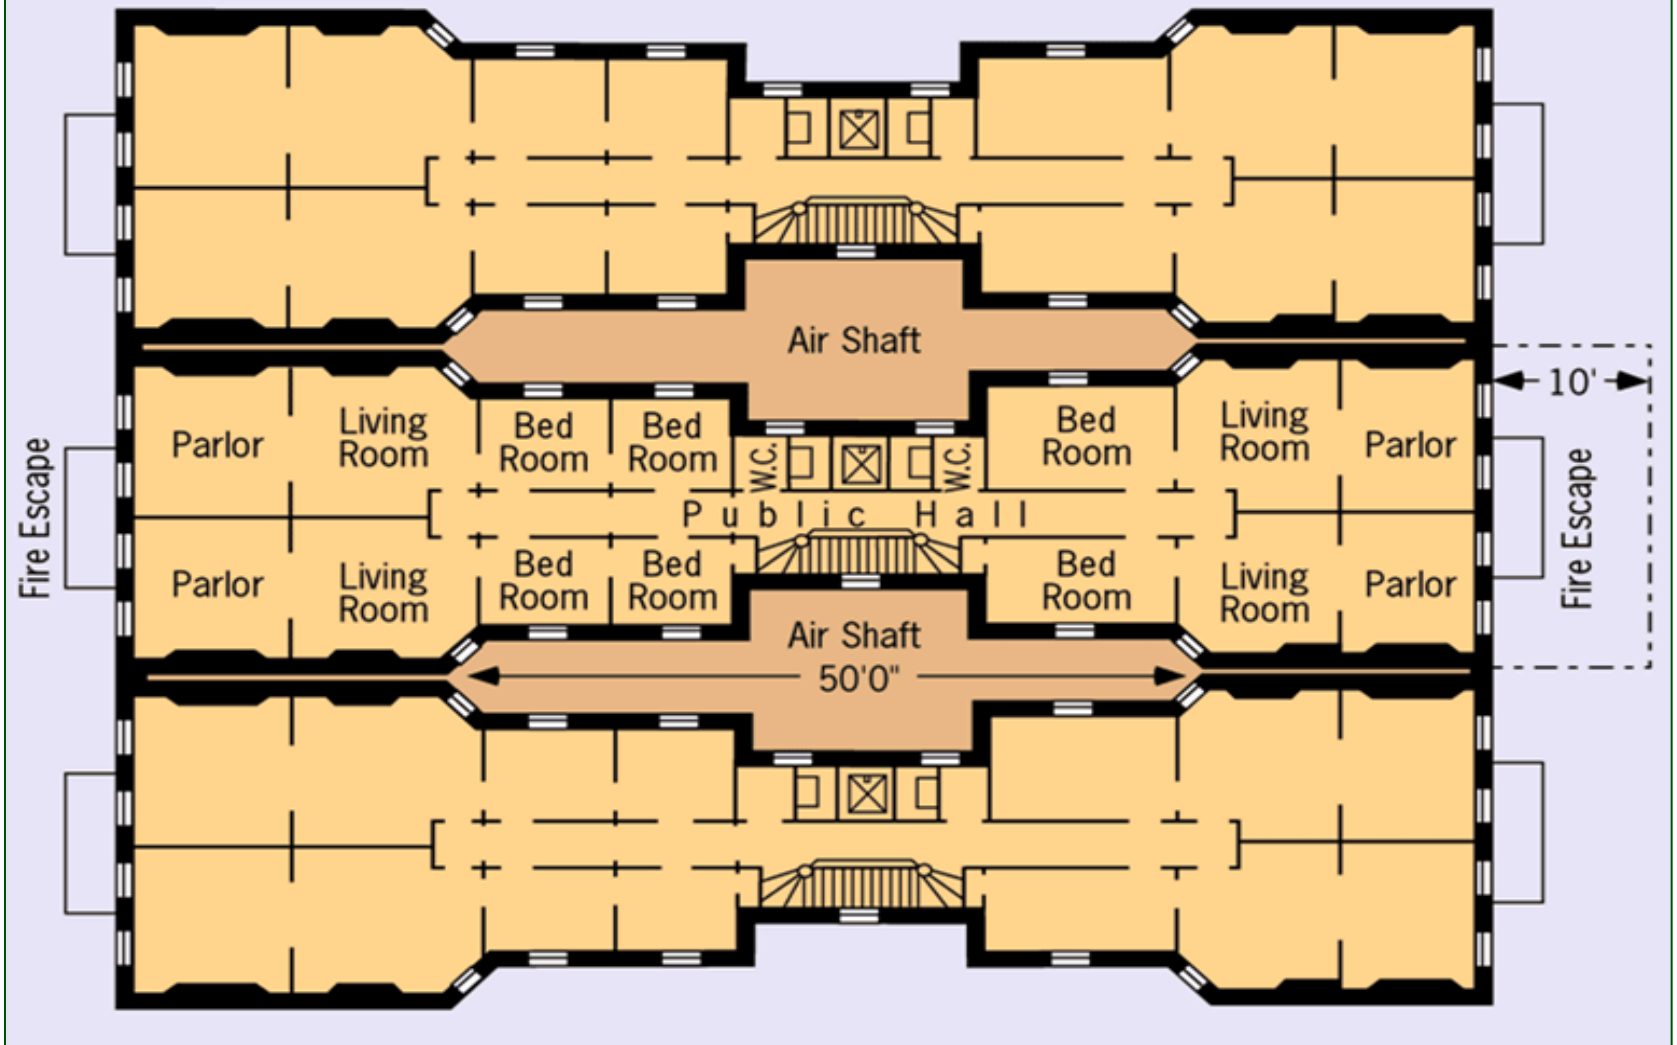 Air Shaft
10'
Fire Escape
Parlor
Living
Room
Bed
Room
Bed
Room
W.C.
W.C.
Bed
Room
Living
Room
Parlor
Fire Escape
Public Hall
Parlor
Living
Room
Bed
Room
Bed
Room
Bed
Room
Living
Room
Parlor
Air Shaft
50'0"